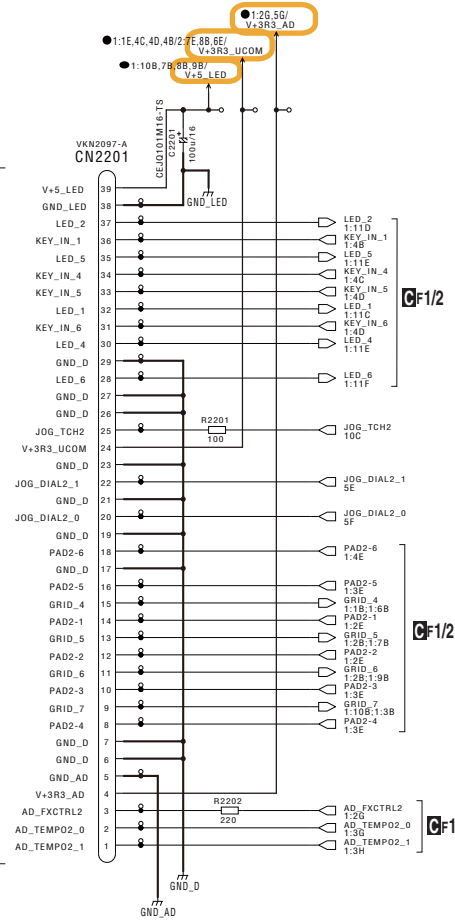 ●1:2G,5G/
V+3R3_AD
●1:1E,4C,4D,4B/2:7E,8B,6E/
V+3R3_UCOM
●1:10B,7B,8B,9B/
V+5_LED
CEJQ101M16-TS
C2201
100u/16
+
VKN2097-A
CN2201
GND_LED
V+5_LED 39
GND_LED 38
LED_2 37 LED_2
1:11D
KEY_IN_1 36 KEY_IN_1
1:4B
LED_5 35 LED_5
1:11E
KEY_IN_4 34 KEY_IN_4
1:4C
KEY_IN_5 33 KEY_IN_5
1:4D
LED_1 32 LED_1
1:11C
KEY_IN_6 31 KEY_IN_6
1:4D
LED_4 30 LED_4
1:11E
GND_D 29
LED_6 28 LED_6
1:11F
C F1/2
GND_D 27
GND_D 26
R2201
JOG_TCH2 25 100 JOG_TCH2
10C
V+3R3_UCOM 24
GND_D 23
JOG_DIAL2_1 22 JOG_DIAL2_1
5E
GND_D 21
JOG_DIAL2_0 20 JOG_DIAL2_0
5F
GND_D 19
PAD2-6 18 PAD2-6
1:4E
GND_D 17
PAD2-5 16 PAD2-5
1:3E
GRID_4 15 GRID_4
1:1B;1:6B
PAD2-1 14 PAD2-1
1:2E
GRID_5 13 GRID_5
1:2B;1:7B
PAD2-2 12 PAD2-2
1:2E
GRID_6 11 GRID_6
1:2B;1:9B
PAD2-3 10 PAD2-3
1:3E
GRID_7 9 GRID_7
1:10B;1:3B
PAD2-4 8 PAD2-4
1:3E
C F1/2
GND_D 7
GND_D 6
GND_AD 5
V+3R3_AD 4
R2202
AD_FXCTRL2 3 220 AD_FXCTRL2
1:2G
AD_TEMPO2_0 2 AD_TEMPO2_0
1:3G
AD_TEMPO2_1 1 AD_TEMPO2_1
1:3H
C F1
GND_D
GND_AD